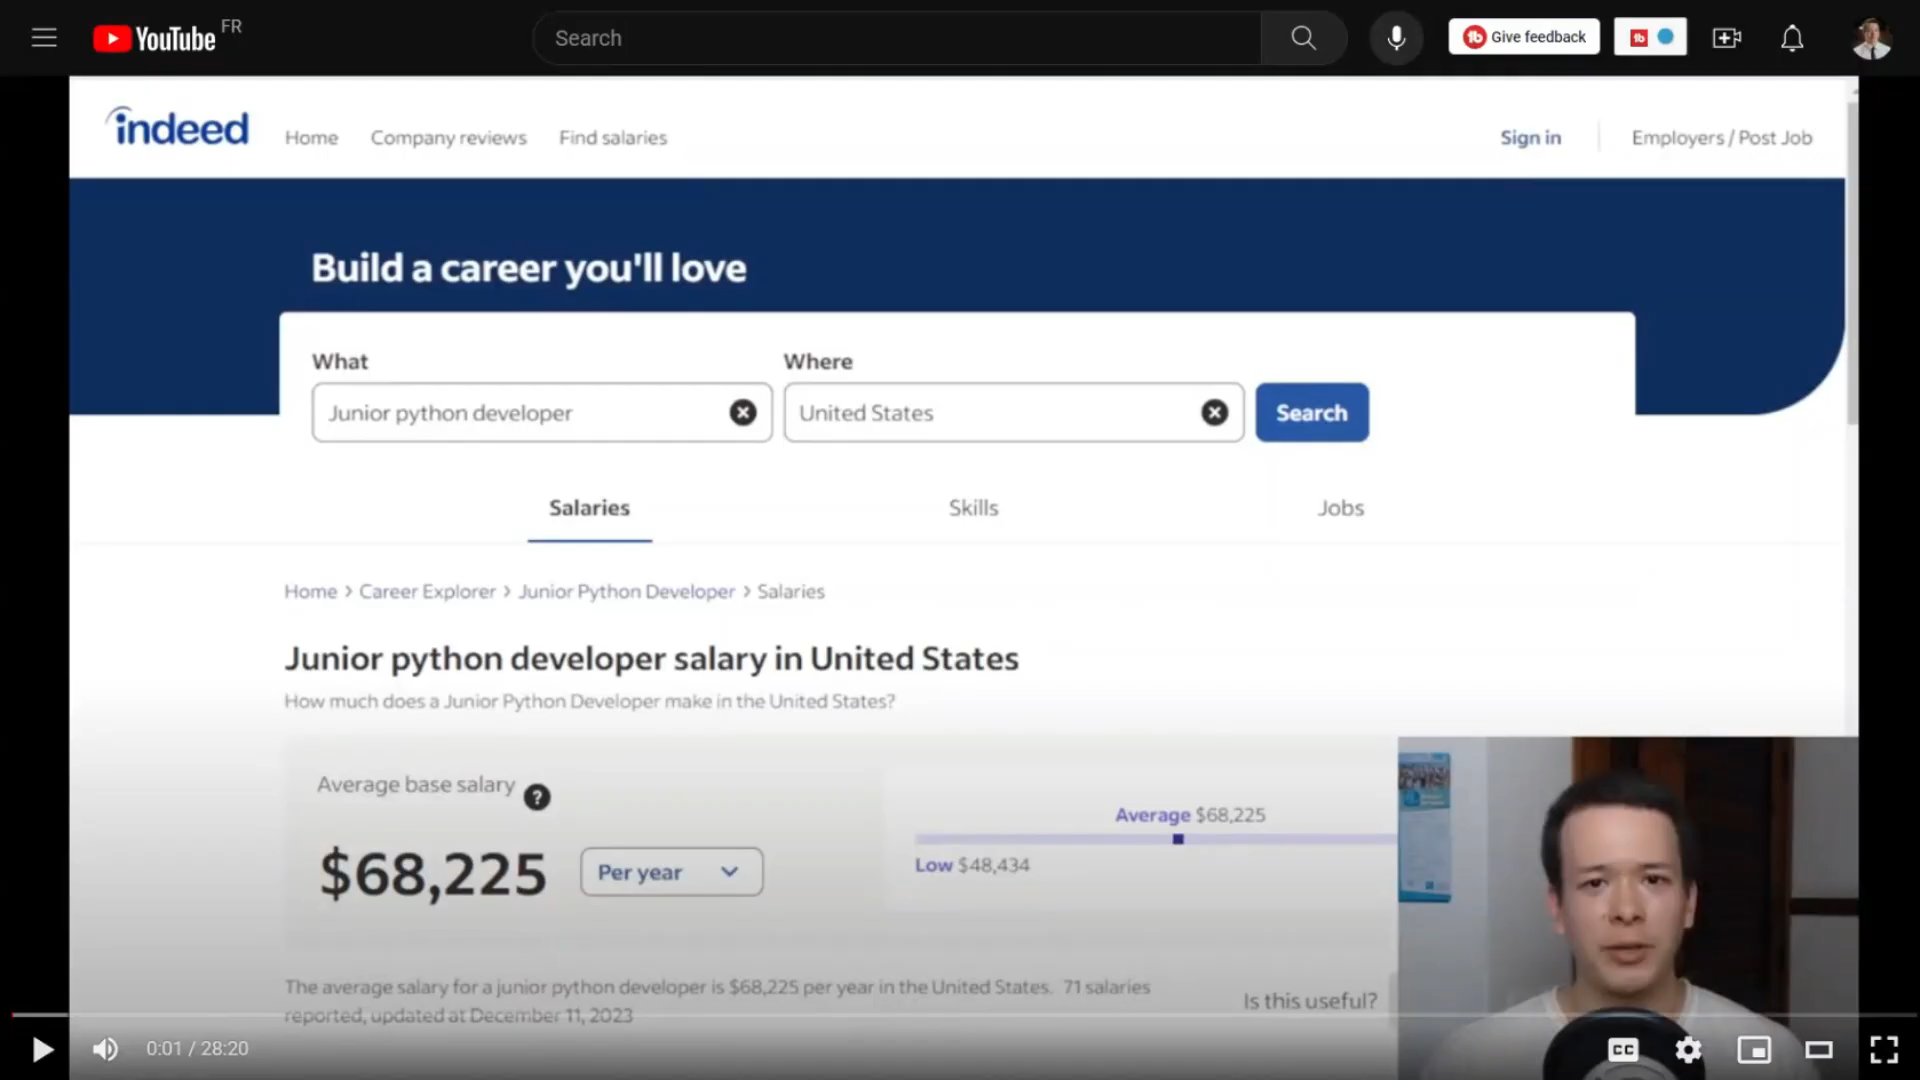 YouTube FR
Search
Give feedback
indeed
Home Company reviews Find salaries
Sign in
Employers / Post Job
Build a career you'll love
What
Where
Junior python developer
United States
Search
Salaries
Skills
Jobs
Home > Career Explorer > Junior Python Developer > Salaries
Junior python developer salary in United States
How much does a Junior Python Developer make in the United States?
Average base salary ?
$68,225
Per year
Average $68,225
Low $48,434
The average salary for a junior python developer is $68,225 per year in the United States. 71 salaries
reported, updated at December 11, 2023
Is this useful?
0:01 / 28:20
CC